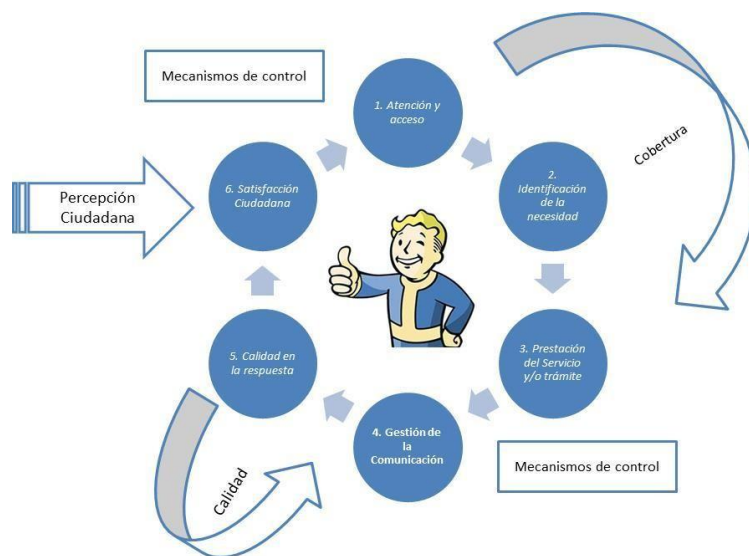 Mecanismos de control
1. Atención y
acceso
Cobertura
2.
Identificación
de la
necesidad
6. Satisfacción
Ciudadana
Percepción
Ciudadana
3. Prestación
del Servicio
y/o trámite
5. Calidad en
la respuesta
4. Gestión de
la
Comunicación
Mecanismos de control
Calidad